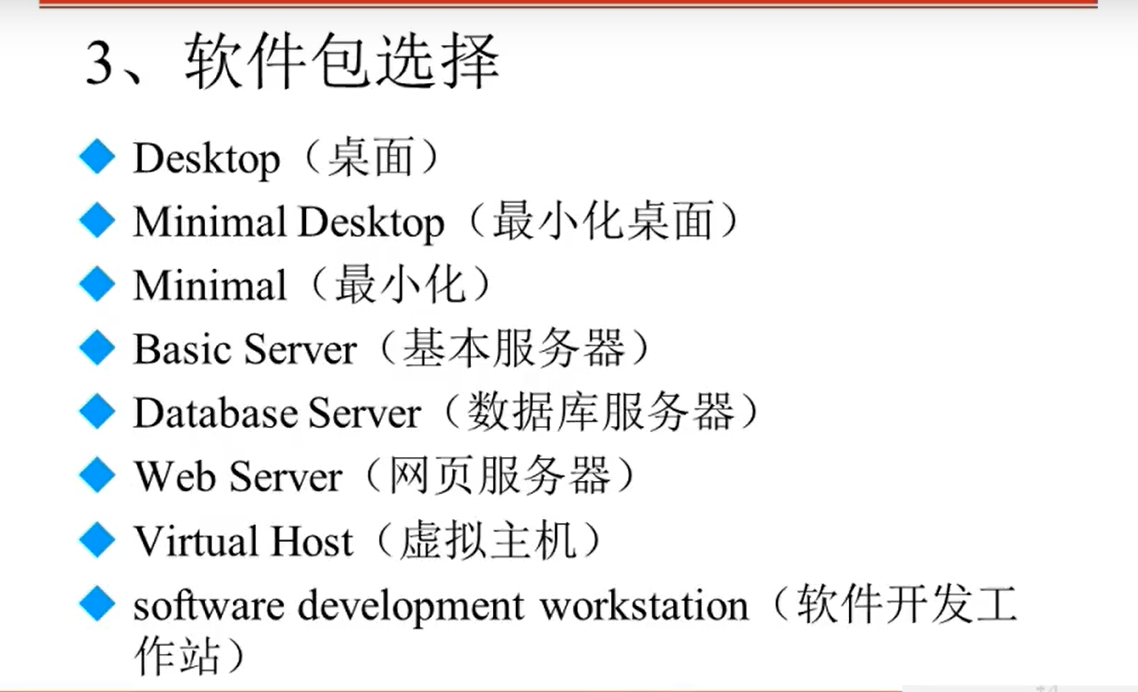 3、软件包选择
Desktop（桌面）
Minimal Desktop（最小化桌面）
Minimal（最小化）
Basic Server（基本服务器）
Database Server（数据库服务器）
Web Server（网页服务器）
Virtual Host（虚拟主机）
software development workstation（软件开发工
作站）